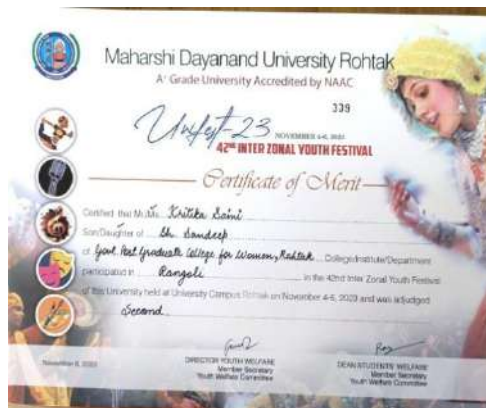 Maharshi Dayanand University Rohtak
A+ Grade University Accredited by NAAC
339
Unifest-23
NOVEMBER 4-6, 2023
42nd INTER ZONAL YOUTH FESTIVAL
Certificate of Merit
Certified that Mr./Ms. Kritika Saini
Son/Daughter of Sh. Sandeep
of Govt. Post Graduate College for Women, Rohtak College/Institute/Department
participated in Rangoli in the 42nd Inter Zonal Youth Festival
of this University held at University Campus Rohtak on November 4-6, 2023 and was adjudged
Second
November 6, 2023
DIRECTOR YOUTH WELFARE
Member Secretary
Youth Welfare Committee
DEAN STUDENTS' WELFARE
Member Secretary
Youth Welfare Committee